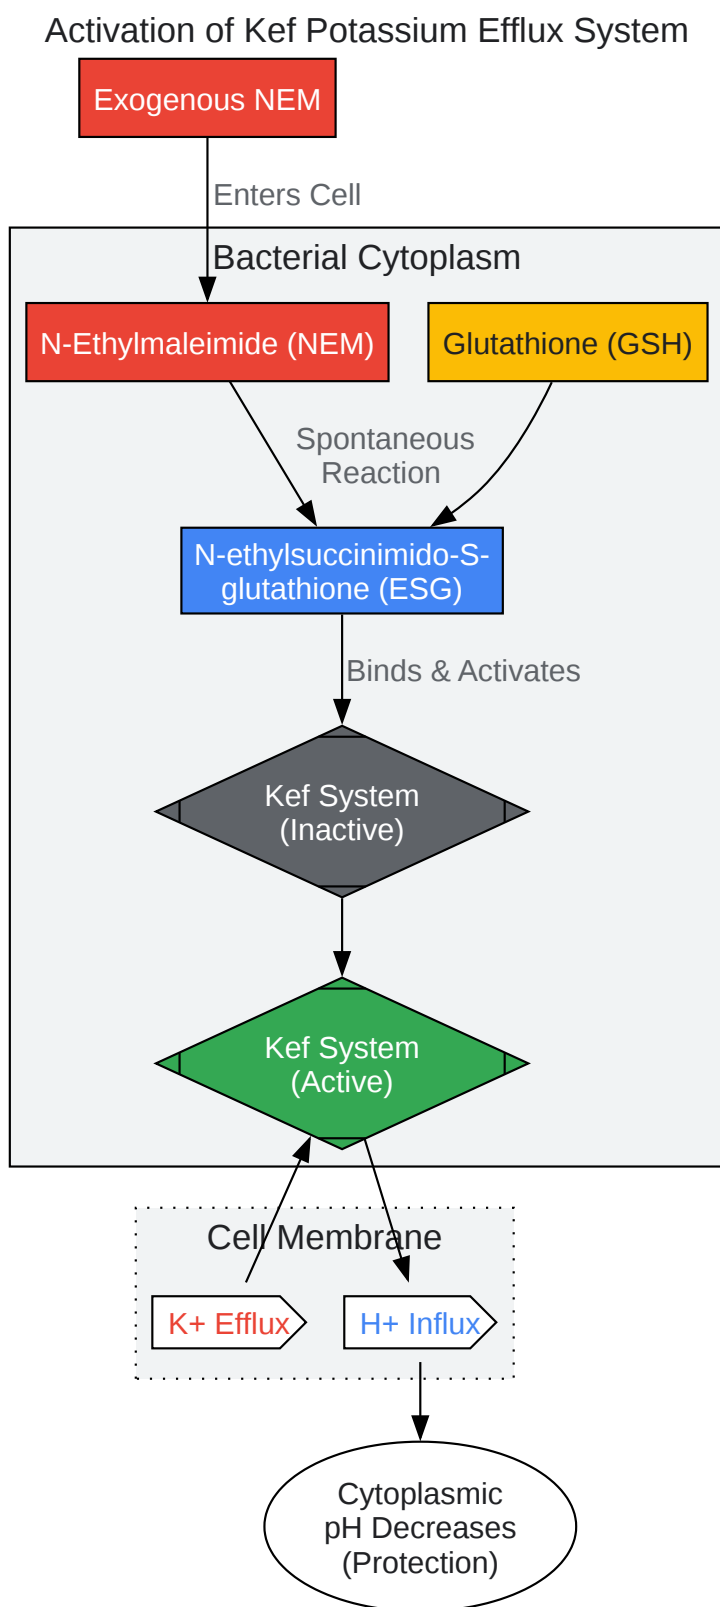 Activation of Kef Potassium Efflux System
Exogenous NEM
Enters Cell
Bacterial Cytoplasm
N-Ethylmaleimide (NEM)
Glutathione (GSH)
Spontaneous
Reaction
N-ethylsuccinimido-S-
glutathione (ESG)
Binds & Activates
Kef System
(Inactive)
Kef System
(Active)
Cell Membrane
K+ Efflux
H+ Influx
Cytoplasmic
pH Decreases
(Protection)